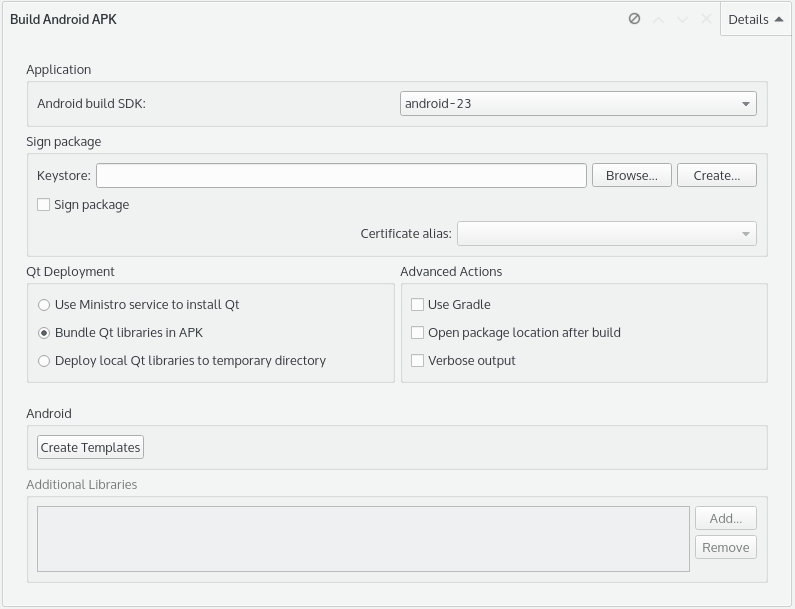 Build Android APK
Details
Application
Android build SDK:
android-23
Sign package
Keystore:
Browse...
Create...
Sign package
Certificate alias:
Qt Deployment
Advanced Actions
Use Ministro service to install Qt
Use Gradle
Bundle Qt libraries in APK
Open package location after build
Deploy local Qt libraries to temporary directory
Verbose output
Android
Create Templates
Additional Libraries
Add...
Remove